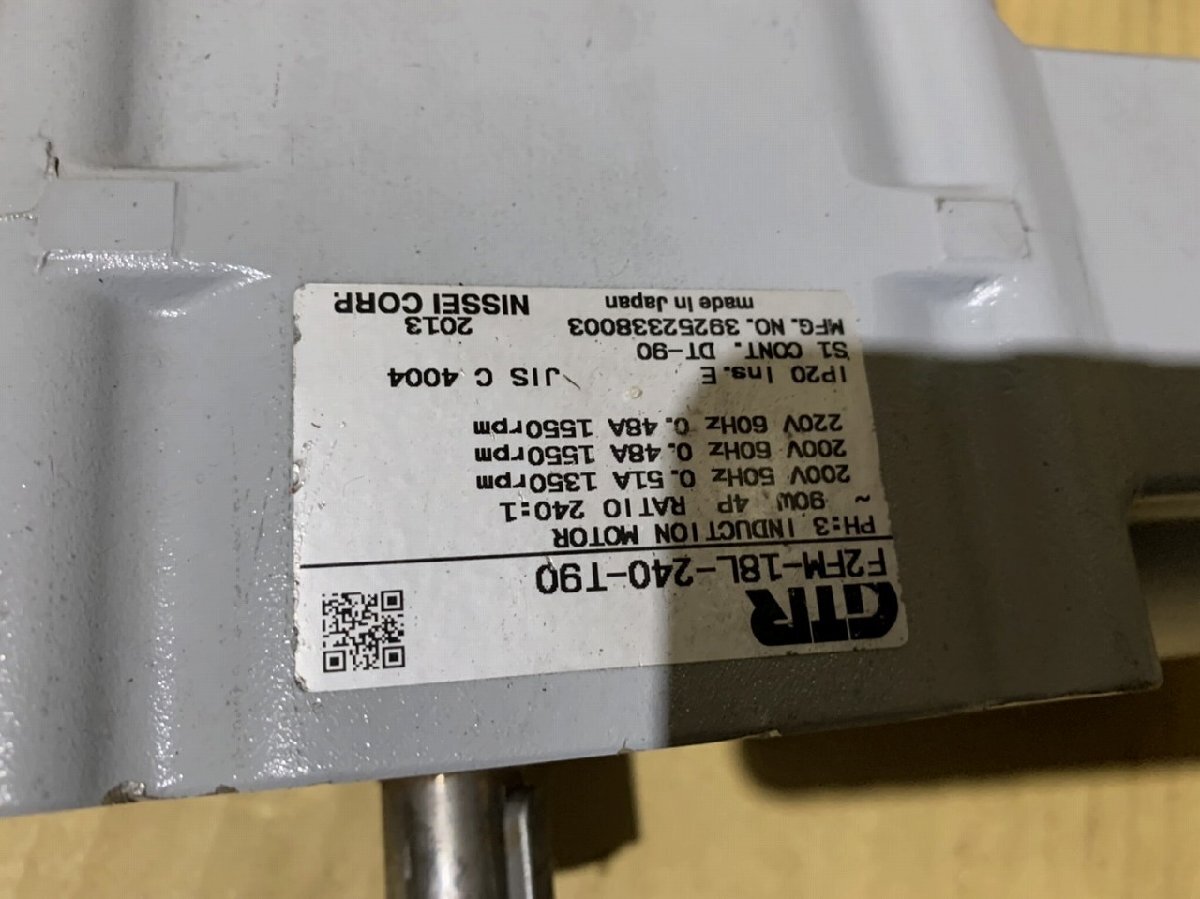 GTR
F2FM-18L-240-T90
PH:3 INDUCTION MOTOR
~ 90W 4P RATIO 240:1
200V 50Hz 0.51A 1350rpm
200V 60Hz 0.48A 1550rpm
220V 60Hz 0.48A 1550rpm
IP20 Ins.E JIS C 4004
S1 CONT. DT-90
MFG.NO. 39252338003 2013
made in Japan NISSEI CORP.